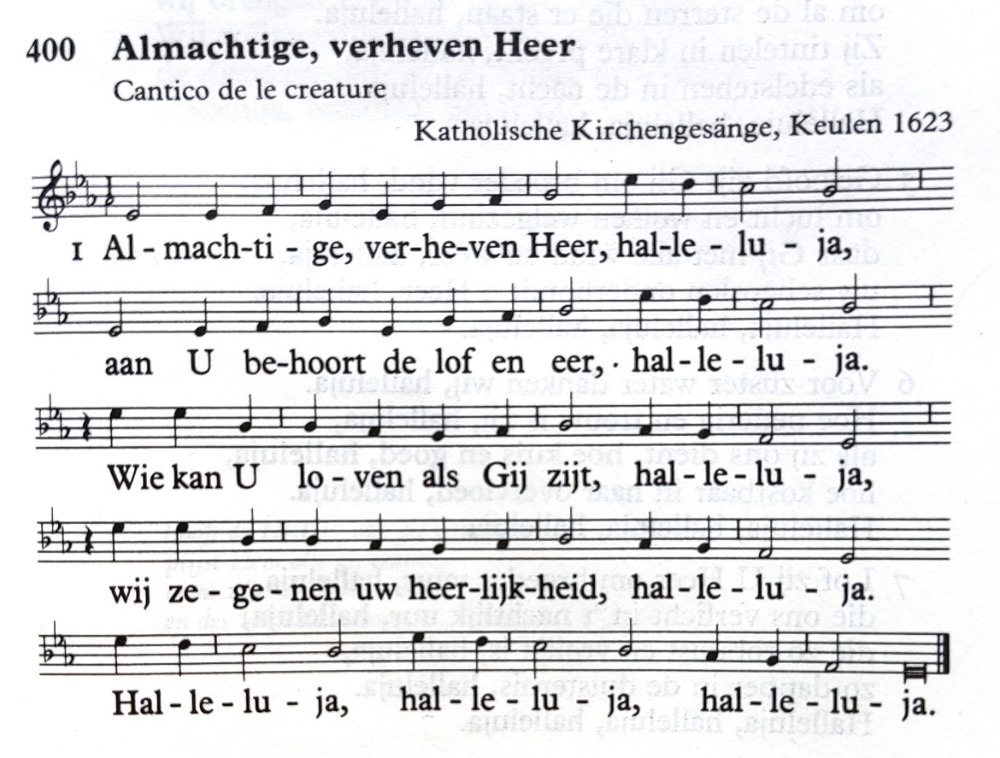 400 Almachtige, verheven Heer
Cantico de le creature
Katholische Kirchengesänge, Keulen 1623
1 Al - mach-ti - ge, ver-he-ven Heer, hal-le - lu - ja,
aan U be-hoort de lof en eer, · hal-le - lu - ja.
Wie kan U lo - ven als Gij zijt, hal - le - lu - ja,
wij ze - ge - nen uw heer-lijk-heid, hal - le - lu - ja.
Hal - le - lu - ja, hal - le - lu - ja, hal - le - lu - ja.